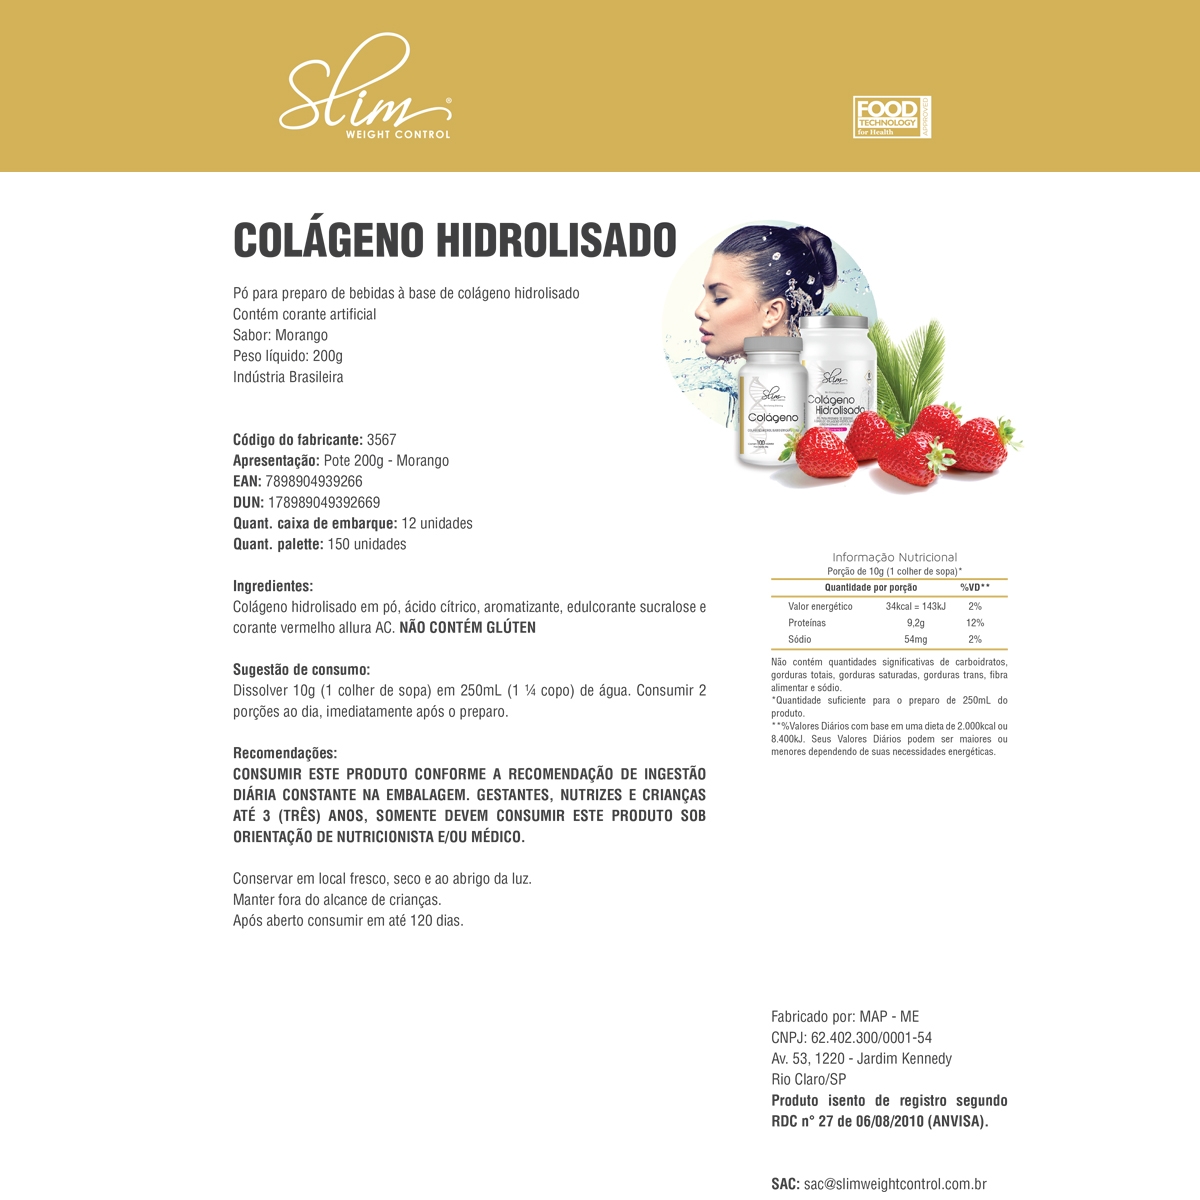 Slim®
WEIGHT CONTROL
FOOD
TECHNOLOGY
for Health
APPROVED
COLÁGENO HIDROLISADO
Pó para preparo de bebidas à base de colágeno hidrolisado
Contém corante artificial
Sabor: Morango
Peso líquido: 200g
Indústria Brasileira
Slim
Colágeno
100
Slim
Colágeno
Hidrolisado
Código do fabricante: 3567
Apresentação: Pote 200g - Morango
EAN: 7898904939266
DUN: 178989049392669
Quant. caixa de embarque: 12 unidades
Quant. palette: 150 unidades
Ingredientes:
Colágeno hidrolisado em pó, ácido cítrico, aromatizante, edulcorante sucralose e
corante vermelho allura AC. NÃO CONTÉM GLÚTEN
Sugestão de consumo:
Dissolver 10g (1 colher de sopa) em 250mL (1 ¼ copo) de água. Consumir 2
porções ao dia, imediatamente após o preparo.
Recomendações:
CONSUMIR ESTE PRODUTO CONFORME A RECOMENDAÇÃO DE INGESTÃO
DIÁRIA CONSTANTE NA EMBALAGEM. GESTANTES, NUTRIZES E CRIANÇAS
ATÉ 3 (TRÊS) ANOS, SOMENTE DEVEM CONSUMIR ESTE PRODUTO SOB
ORIENTAÇÃO DE NUTRICIONISTA E/OU MÉDICO.
Conservar em local fresco, seco e ao abrigo da luz.
Manter fora do alcance de crianças.
Após aberto consumir em até 120 dias.
Informação Nutricional
Porção de 10g (1 colher de sopa)*
Quantidade por porção %VD**
Valor energético 34kcal = 143kJ 2%
Proteínas 9,2g 12%
Sódio 54mg 2%
Não contém quantidades significativas de carboidratos,
gorduras totais, gorduras saturadas, gorduras trans, fibra
alimentar e sódio.
*Quantidade suficiente para o preparo de 250mL do
produto.
**%Valores Diários com base em uma dieta de 2.000kcal ou
8.400kJ. Seus Valores Diários podem ser maiores ou
menores dependendo de suas necessidades energéticas.
Fabricado por: MAP - ME
CNPJ: 62.402.300/0001-54
Av. 53, 1220 - Jardim Kennedy
Rio Claro/SP
Produto isento de registro segundo
RDC n° 27 de 06/08/2010 (ANVISA).
SAC: sac@slimweightcontrol.com.br